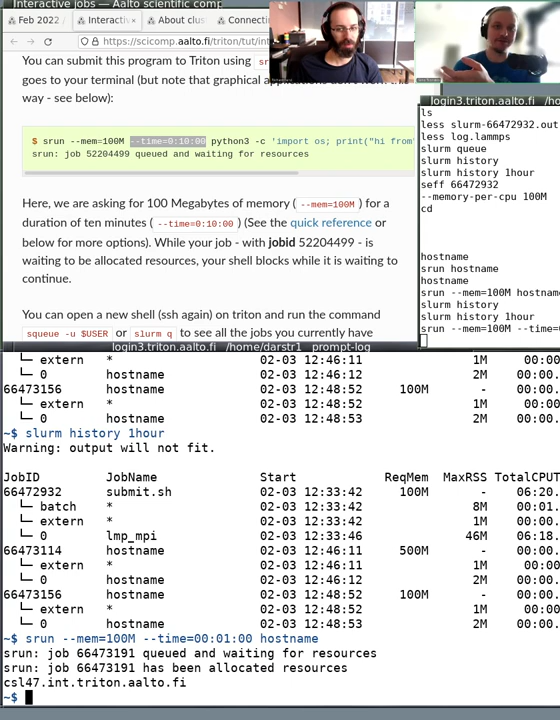 Interactive jobs — Aalto scientific comp
Feb 2022
Interactiv
About clus
Connectin
https://scicomp.aalto.fi/triton/tut/int
You can submit this program to Triton using
goes to your terminal (but note that graphical
way - see below):
$ srun --mem=100M --time=0:10:00 python3 -c 'import os; print("hi from
srun: job 52204499 queued and waiting for resources
Here, we are asking for 100 Megabytes of memory ( --mem=100M ) for a
duration of ten minutes ( --time=0:10:00 ) (See the quick reference or
below for more options). While your job - with jobid 52204499 - is
waiting to be allocated resources, your shell blocks while it is waiting to
continue.
You can open a new shell (ssh again) on triton and run the command
squeue -u $USER or slurm q to see all the jobs you currently have
login3.triton.aalto.fi /ho
ls
less slurm-66472932.out
less log.lammps
slurm queue
slurm history
slurm history 1hour
seff 66472932
--memory-per-cpu 100M
cd
hostname
srun hostname
hostname
srun --mem=100M hostname
slurm history
slurm history 1hour
srun --mem=100M --time=0
login3.triton.aalto.fi /home/darstr1 prompt-log
└─ extern * 02-03 12:46:11 1M 00:00
└─ 0 hostname 02-03 12:46:12 2M 00:00.
66473156 hostname 02-03 12:48:52 100M - 00:00.
└─ extern * 02-03 12:48:52 1M 00:00
└─ 0 hostname 02-03 12:48:53 2M 00:00.
~$ slurm history 1hour
Warning: output will not fit.
JobID JobName Start ReqMem MaxRSS TotalCPU
66472932 submit.sh 02-03 12:33:42 100M - 06:20.
└─ batch * 02-03 12:33:42 8M 00:01.
└─ extern * 02-03 12:33:42 1M 00:00.
└─ 0 lmp_mpi 02-03 12:33:46 46M 06:18.
66473114 hostname 02-03 12:46:11 500M - 00:00.
└─ extern * 02-03 12:46:11 1M 00:00
└─ 0 hostname 02-03 12:46:12 2M 00:00.
66473156 hostname 02-03 12:48:52 100M - 00:00.
└─ extern * 02-03 12:48:52 1M 00:00
└─ 0 hostname 02-03 12:48:53 2M 00:00.
~$ srun --mem=100M --time=00:01:00 hostname
srun: job 66473191 queued and waiting for resources
srun: job 66473191 has been allocated resources
csl47.int.triton.aalto.fi
~$